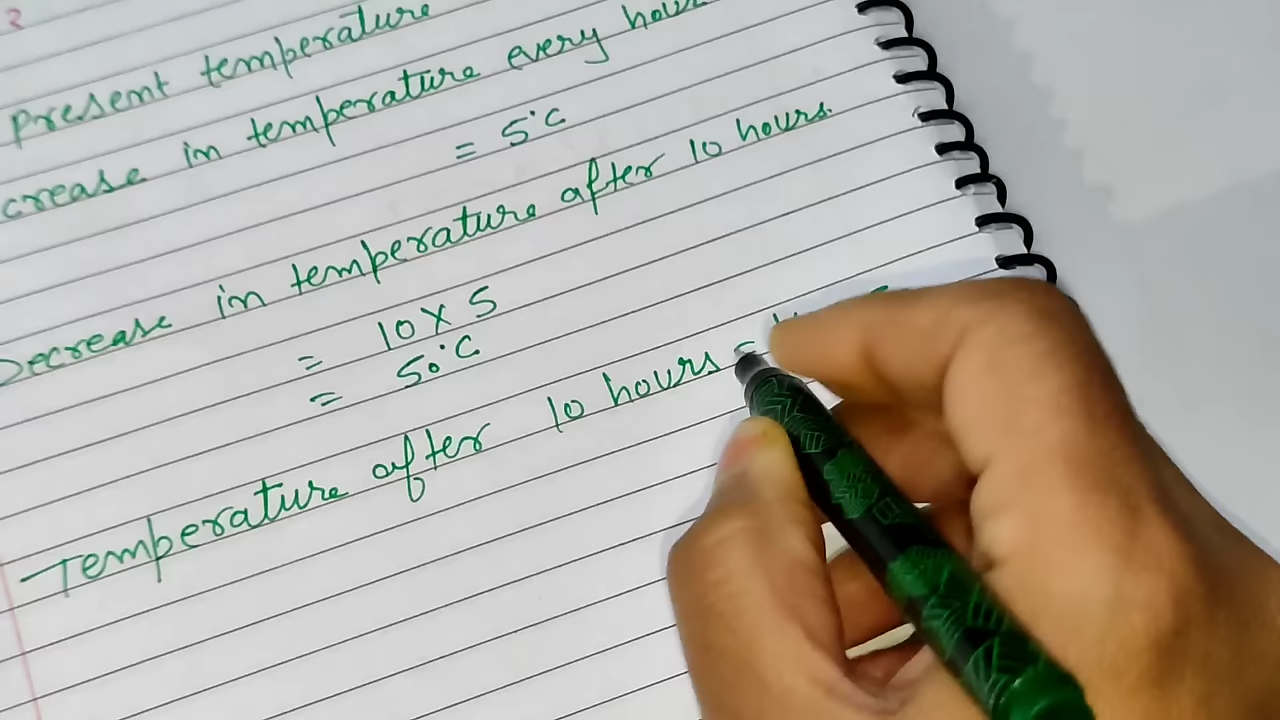 Present temperature
crease in temperature every hour
= 5°C
Decrease in temperature after 10 hours.
= 10 X 5
= 50°C
Temperature after 10 hours =